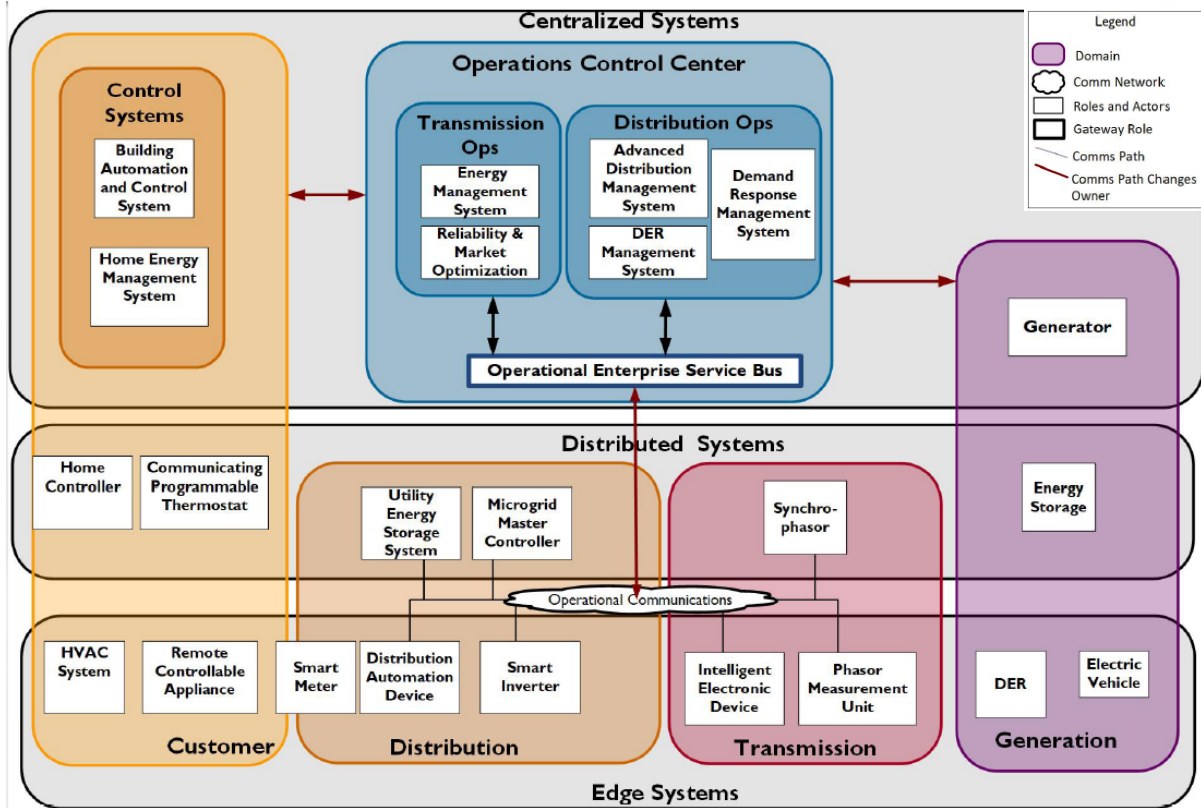 Centralized Systems
Legend
Domain
Comm Network
Roles and Actors
Gateway Role
Comms Path
Comms Path Changes
Owner
Operations Control Center
Control
Systems
Building
Automation
and Control
System
Home Energy
Management
System
Transmission
Ops
Energy
Management
System
Reliability &
Market
Optimization
Distribution Ops
Advanced
Distribution
Management
System
DER
Management
System
Demand
Response
Management
System
Operational Enterprise Service Bus
Generator
Distributed Systems
Home
Controller
Communicating
Programmable
Thermostat
Utility
Energy
Storage
System
Microgrid
Master
Controller
Synchro-
phasor
Energy
Storage
Operational Communications
HVAC
System
Remote
Controllable
Appliance
Smart
Meter
Distribution
Automation
Device
Smart
Inverter
Intelligent
Electronic
Device
Phasor
Measurement
Unit
DER
Electric
Vehicle
Customer
Distribution
Transmission
Generation
Edge Systems